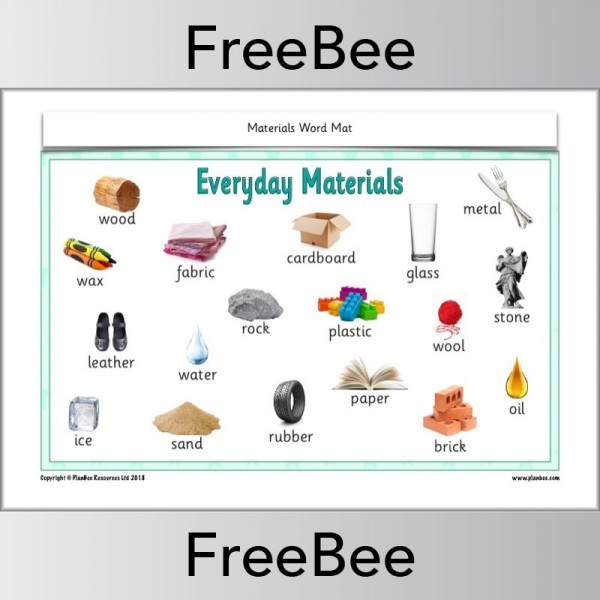 FreeBee
Materials Word Mat
Everyday Materials
wood
metal
wax
fabric
cardboard
glass
stone
leather
water
rock
plastic
wool
ice
sand
rubber
paper
brick
oil
Copyright © PlanBee Resources Ltd 2018
www.planbee.com
FreeBee